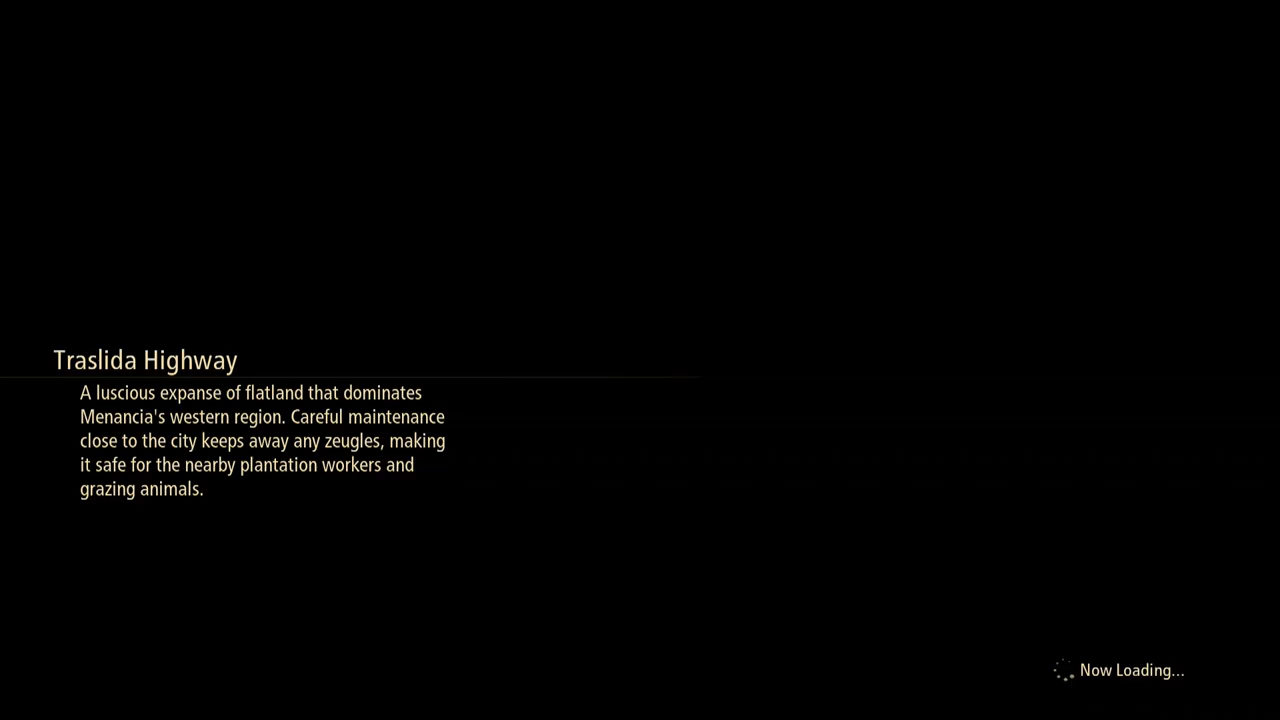 Traslida Highway
A luscious expanse of flatland that dominates
Menancia's western region. Careful maintenance
close to the city keeps away any zeugles, making
it safe for the nearby plantation workers and
grazing animals.
Now Loading...